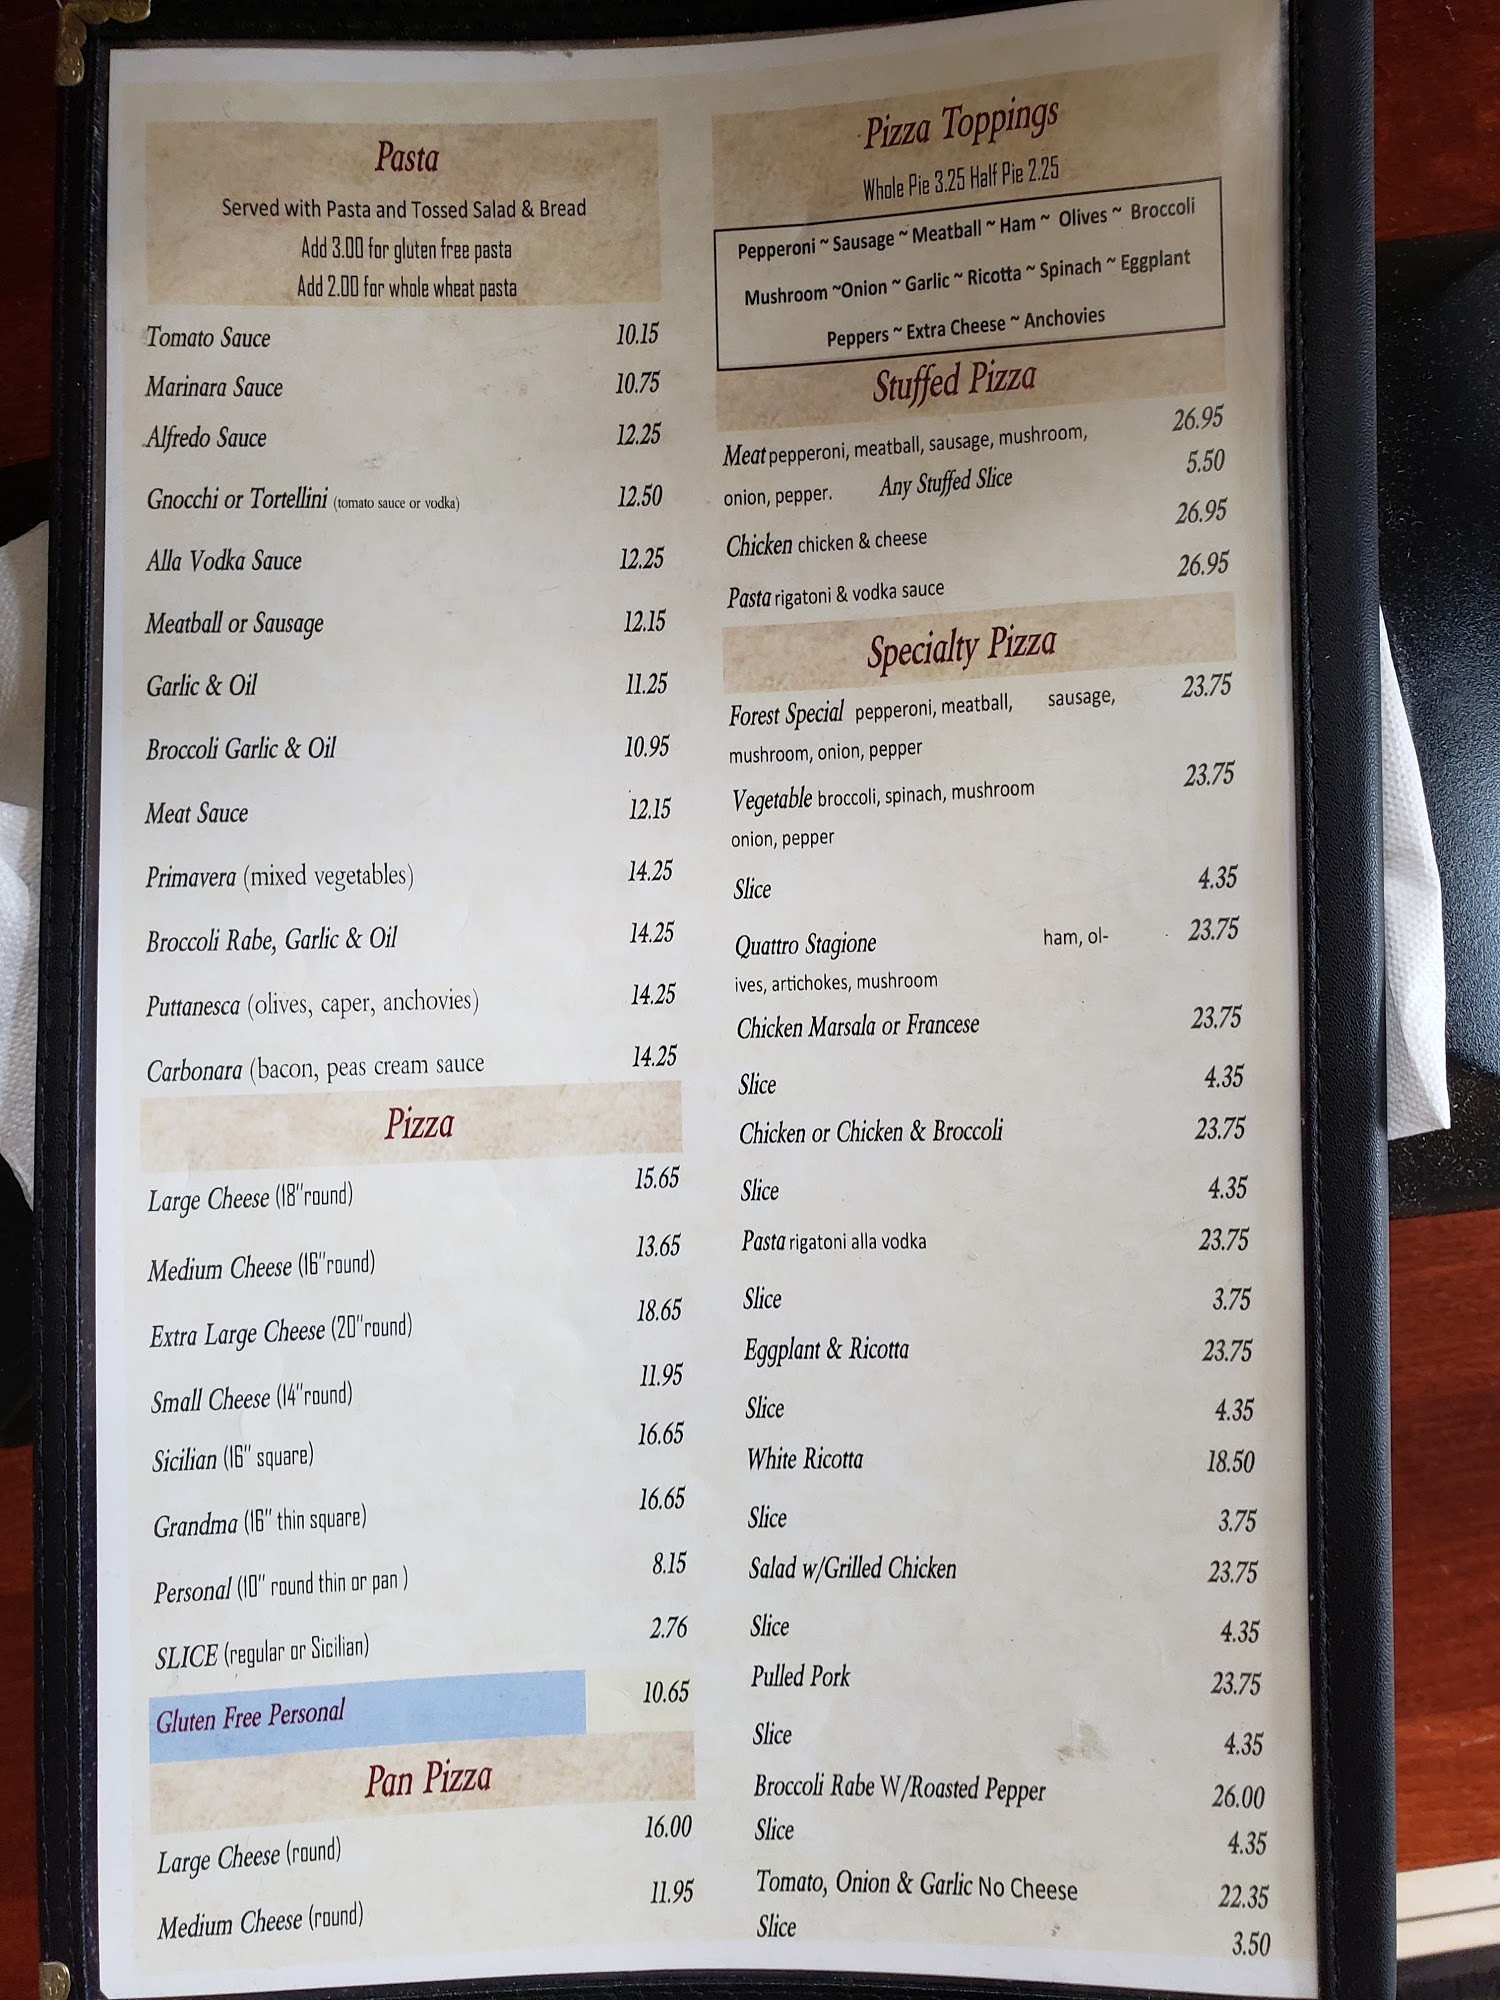 Pasta
Served with Pasta and Tossed Salad & Bread
Add 3.00 for gluten free pasta
Add 2.00 for whole wheat pasta
Tomato Sauce 10.15
Marinara Sauce 10.75
Alfredo Sauce 12.25
Gnocchi or Tortellini (tomato sauce or vodka) 12.50
Alla Vodka Sauce 12.25
Meatball or Sausage 12.15
Garlic & Oil 11.25
Broccoli Garlic & Oil 10.95
Meat Sauce 12.15
Primavera (mixed vegetables) 14.25
Broccoli Rabe, Garlic & Oil 14.25
Puttanesca (olives, caper, anchovies) 14.25
Carbonara (bacon, peas cream sauce 14.25
Pizza
Large Cheese (18"round) 15.65
Medium Cheese (16"round) 13.65
Extra Large Cheese (20"round) 18.65
Small Cheese (14"round) 11.95
Sicilian (16" square) 16.65
Grandma (16" thin square) 16.65
Personal (10" round thin or pan ) 8.15
SLICE (regular or Sicilian) 2.76
Gluten Free Personal 10.65
Pan Pizza
Large Cheese (round) 16.00
Medium Cheese (round) 11.95
Pizza Toppings
Whole Pie 3.25 Half Pie 2.25
Pepperoni ~ Sausage ~ Meatball ~ Ham ~ Olives ~ Broccoli
Mushroom ~Onion ~ Garlic ~ Ricotta ~ Spinach ~ Eggplant
Peppers ~ Extra Cheese ~ Anchovies
Stuffed Pizza
Meat pepperoni, meatball, sausage, mushroom, 26.95
onion, pepper. Any Stuffed Slice 5.50
Chicken chicken & cheese 26.95
Pasta rigatoni & vodka sauce 26.95
Specialty Pizza
Forest Special pepperoni, meatball, sausage, 23.75
mushroom, onion, pepper
Vegetable broccoli, spinach, mushroom 23.75
onion, pepper
Slice 4.35
Quattro Stagione ham, ol- 23.75
ives, artichokes, mushroom
Chicken Marsala or Francese 23.75
Slice 4.35
Chicken or Chicken & Broccoli 23.75
Slice 4.35
Pasta rigatoni alla vodka 23.75
Slice 3.75
Eggplant & Ricotta 23.75
Slice 4.35
White Ricotta 18.50
Slice 3.75
Salad w/Grilled Chicken 23.75
Slice 4.35
Pulled Pork 23.75
Slice 4.35
Broccoli Rabe W/Roasted Pepper 26.00
Slice 4.35
Tomato, Onion & Garlic No Cheese 22.35
Slice 3.50